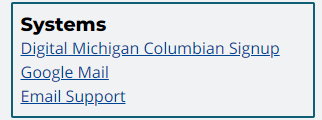 Systems
Digital Michigan Columbian Signup
Google Mail
Email Support